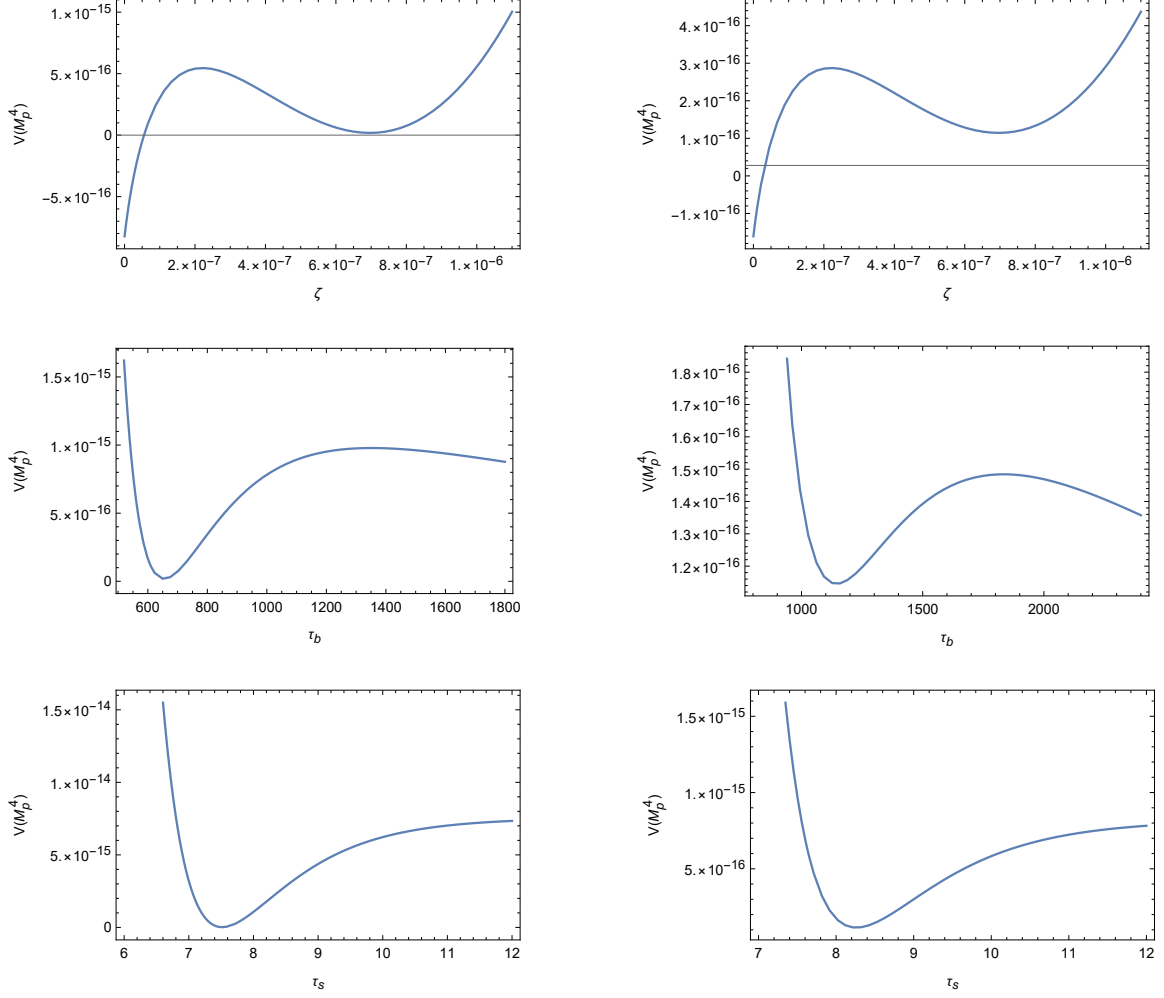 1.×10⁻¹⁵
5.×10⁻¹⁶
0
−5.×10⁻¹⁶
V(M_p^4)
0 2.×10⁻⁷ 4.×10⁻⁷ 6.×10⁻⁷ 8.×10⁻⁷ 1.×10⁻⁶
ζ
4.×10⁻¹⁶
3.×10⁻¹⁶
2.×10⁻¹⁶
1.×10⁻¹⁶
0
−1.×10⁻¹⁶
V(M_p^4)
0 2.×10⁻⁷ 4.×10⁻⁷ 6.×10⁻⁷ 8.×10⁻⁷ 1.×10⁻⁶
ζ
1.5×10⁻¹⁵
1.×10⁻¹⁵
5.×10⁻¹⁶
0
V(M_p^4)
600 800 1000 1200 1400 1600 1800
τ_b
1.8×10⁻¹⁶
1.7×10⁻¹⁶
1.6×10⁻¹⁶
1.5×10⁻¹⁶
1.4×10⁻¹⁶
1.3×10⁻¹⁶
1.2×10⁻¹⁶
V(M_p^4)
1000 1500 2000
τ_b
1.5×10⁻¹⁴
1.×10⁻¹⁴
5.×10⁻¹⁵
0
V(M_p^4)
6 7 8 9 10 11 12
τ_s
1.5×10⁻¹⁵
1.×10⁻¹⁵
5.×10⁻¹⁶
V(M_p^4)
7 8 9 10 11 12
τ_s